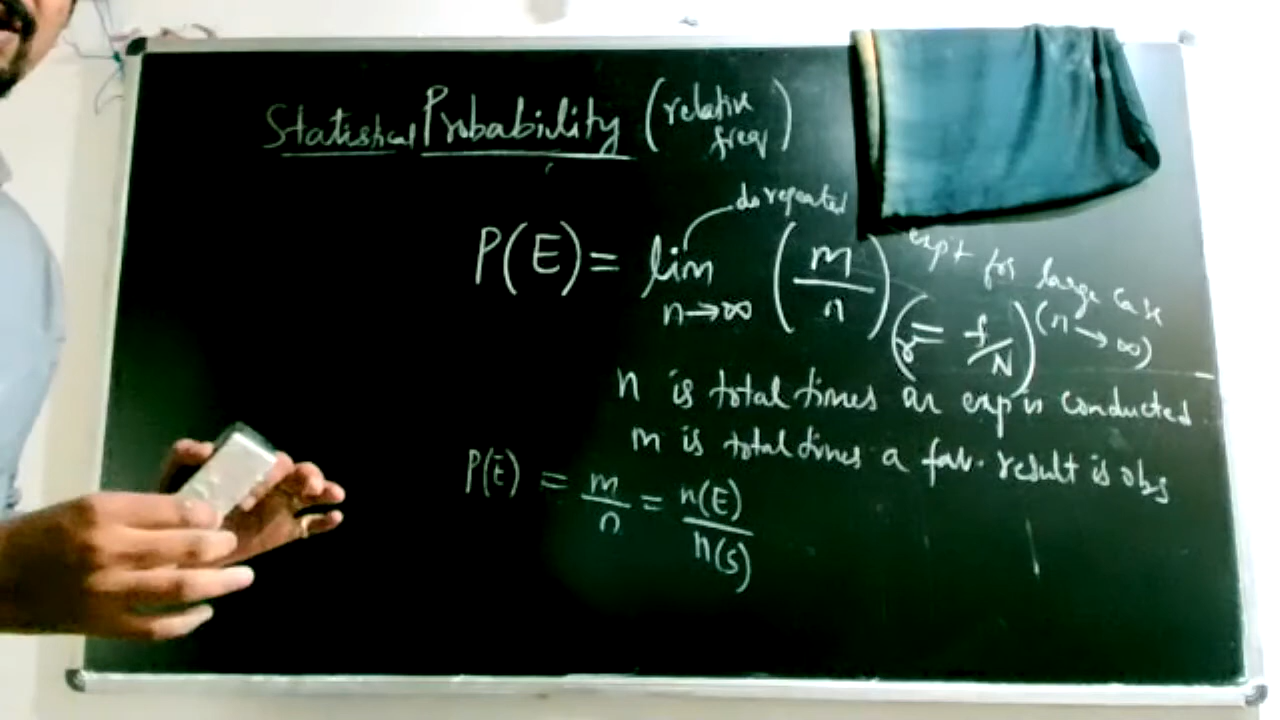 Statistical Probability (relative freq)
do repeated
P(E) = lim n→∞ (m/n) expt for large case (n→∞)
(r = f/N)
n is total times an exp is conducted
m is total times a fav. result is obs
P(E) = m/n = n(E)/n(S)